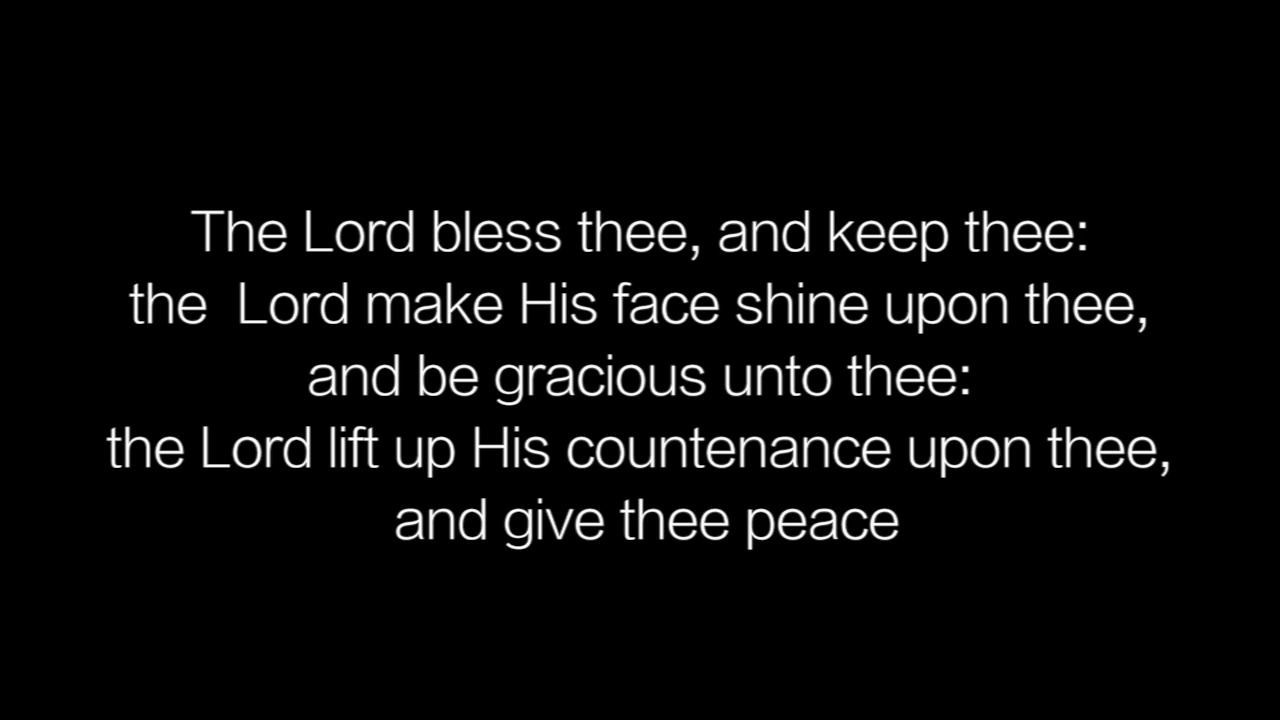 The Lord bless thee, and keep thee:
the  Lord make His face shine upon thee,
and be gracious unto thee:
the Lord lift up His countenance upon thee,
and give thee peace